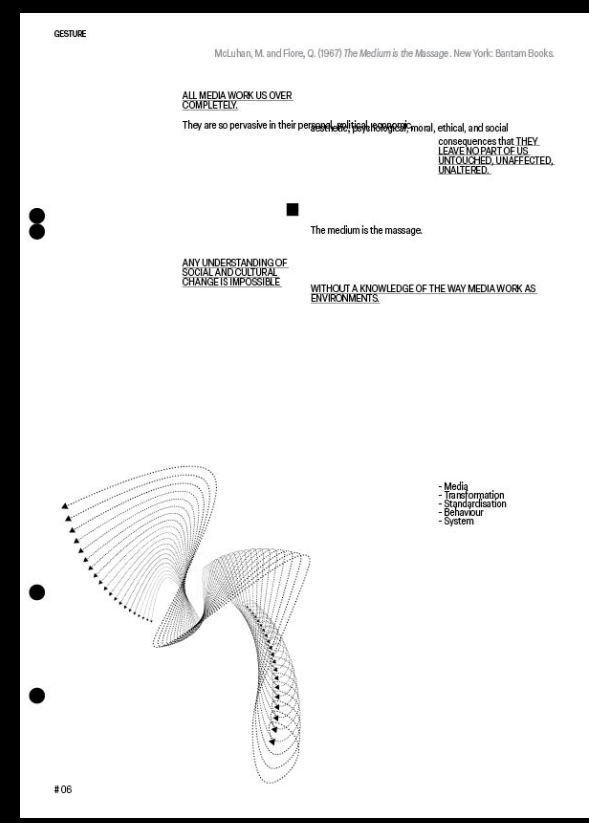 GESTURE
McLuhan, M. and Fiore, Q. (1967) The Medium is the Massage. New York: Bantam Books.
ALL MEDIA WORK US OVER
COMPLETELY.
They are so pervasive in their personal, political, economic,
aesthetic, psychological, moral, ethical, and social
consequences that THEY
LEAVE NO PART OF US
UNTOUCHED, UNAFFECTED,
UNALTERED.
The medium is the massage.
ANY UNDERSTANDING OF
SOCIAL AND CULTURAL
CHANGE IS IMPOSSIBLE
WITHOUT A KNOWLEDGE OF THE WAY MEDIA WORK AS
ENVIRONMENTS.
- Media
- Transformation
- Standardisation
- Behaviour
- System
# 06